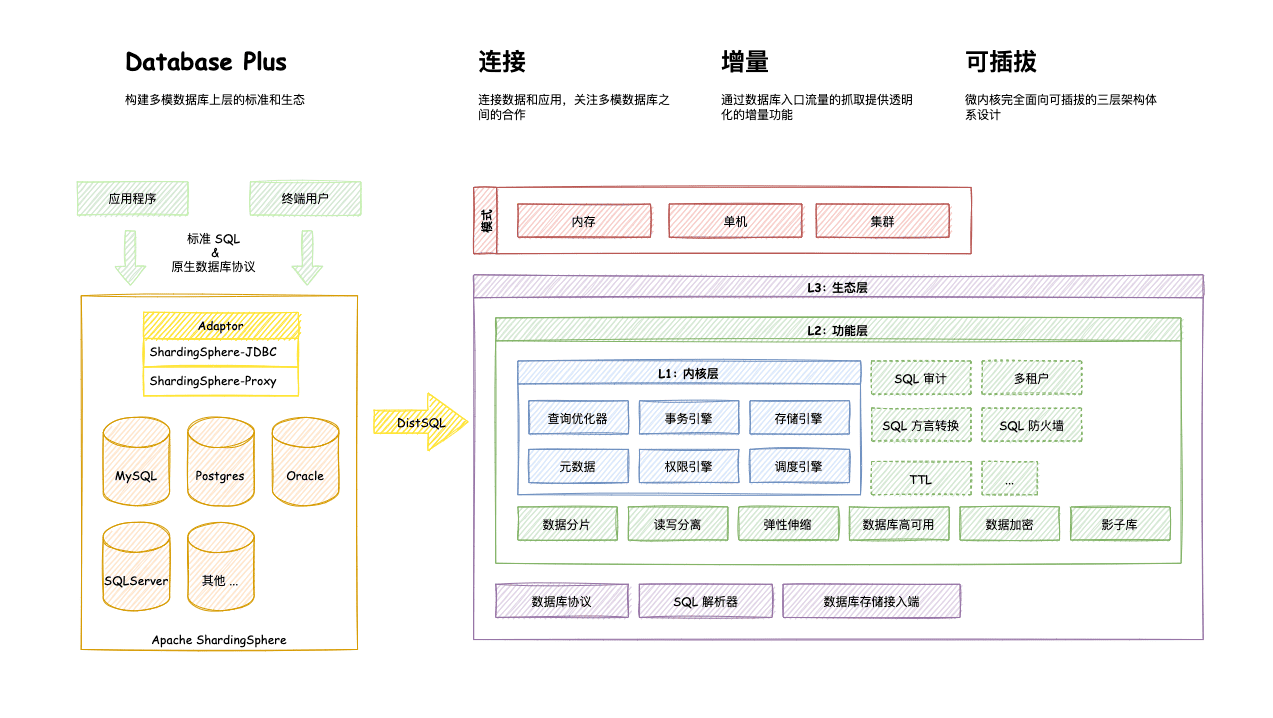 Database Plus
构建多模数据库上层的标准和生态
连接
连接数据和应用，关注多模数据库之
间的合作
增量
通过数据库入口流量的抓取提供透明
化的增量功能
可插拔
微内核完全面向可插拔的三层架构体
系设计
应用程序
终端用户
标准 SQL
&
原生数据库协议
Adaptor
ShardingSphere-JDBC
ShardingSphere-Proxy
MySQL
Postgres
Oracle
SQLServer
其他 ...
Apache ShardingSphere
DistSQL
模式
内存
单机
集群
L3: 生态层
L2: 功能层
L1: 内核层
查询优化器
事务引擎
存储引擎
元数据
权限引擎
调度引擎
SQL 审计
多租户
SQL 方言转换
SQL 防火墙
TTL
...
数据分片
读写分离
弹性伸缩
数据库高可用
数据加密
影子库
数据库协议
SQL 解析器
数据库存储接入端